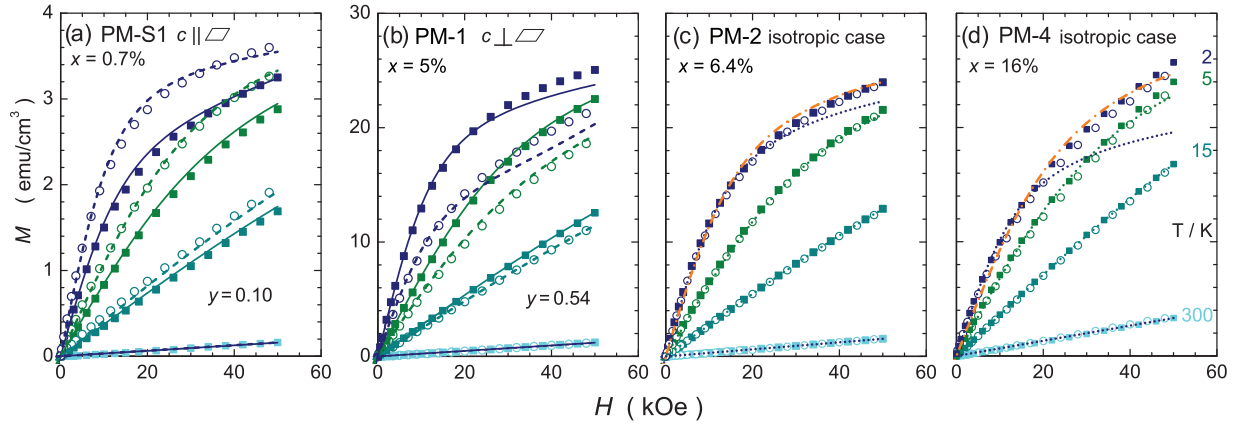 (a) PM-S1 c || ▱
x = 0.7%
y = 0.10
(b) PM-1 c ⊥ ▱
x = 5%
y = 0.54
(c) PM-2 isotropic case
x = 6.4%
(d) PM-4 isotropic case
x = 16%
2
5
15
T / K
300
M ( emu/cm³ )
4
3
2
1
0
30
20
10
0
0 20 40 60
0 20 40 60
0 20 40 60
0 20 40 60
H ( kOe )